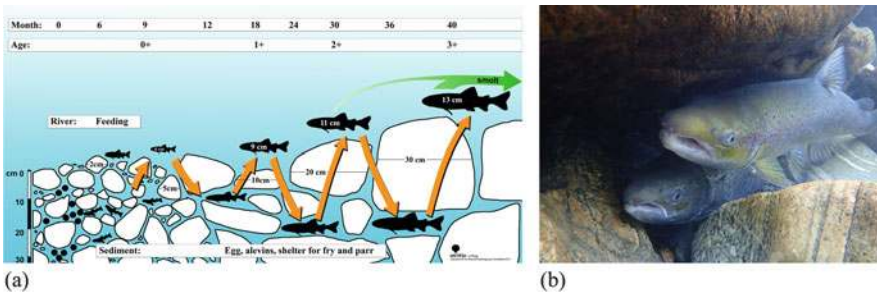 Month: 0 6 9 12 18 24 30 36 40
Age: 0+ 1+ 2+ 3+
smolt
13 cm
11 cm
River: Feeding
9 cm
2cm
30 cm
20 cm
10cm
5cm
cm 0
10
20
30
Sediment: Egg, alevins, shelter for fry and parr
(a)
(b)